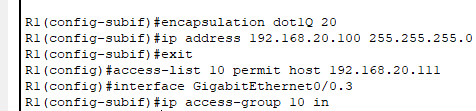 R1(config-subif)#encapsulation dot1Q 20
R1(config-subif)#ip address 192.168.20.100 255.255.255.0
R1(config-subif)#exit
R1(config)#access-list 10 permit host 192.168.20.111
R1(config)#interface GigabitEthernet0/0.3
R1(config-subif)#ip access-group 10 in